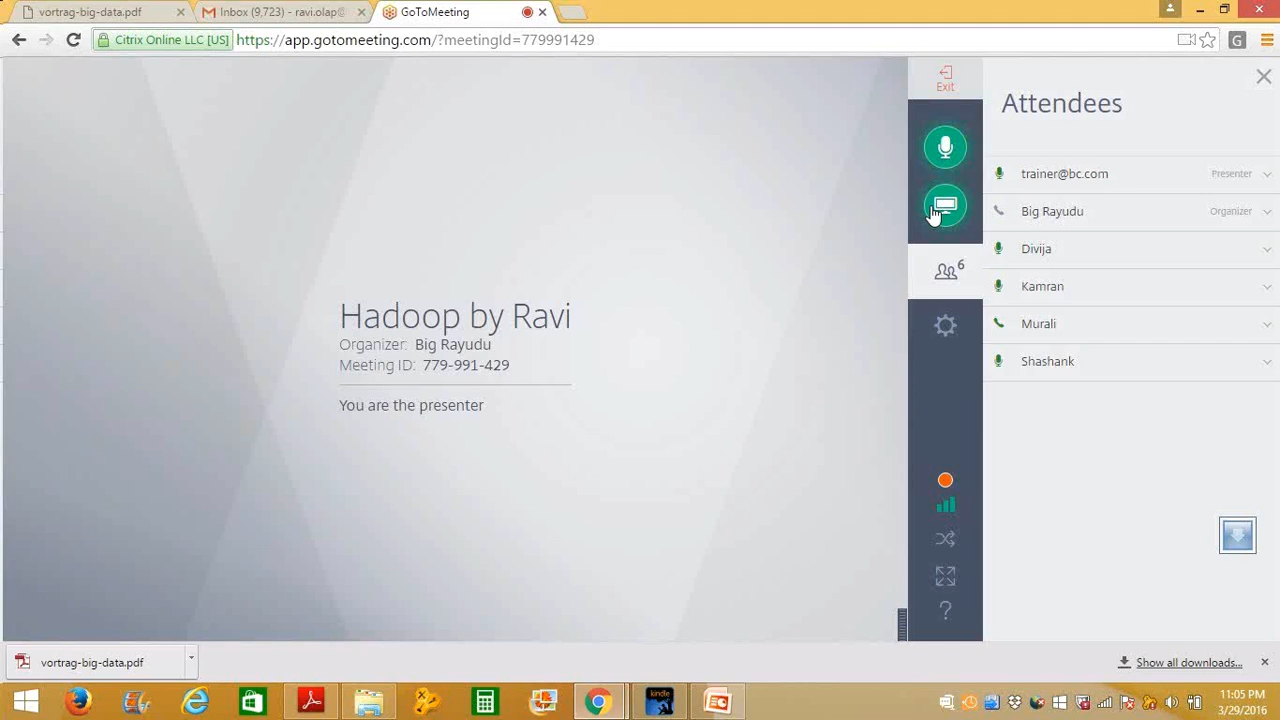 vortrag-big-data.pdf
Inbox (9,723) - ravi.olap@
GoToMeeting
Citrix Online LLC [US]
https://app.gotomeeting.com/?meetingId=779991429
G
Exit
Attendees
trainer@bc.com Presenter
Big Rayudu Organizer
Divija
6
Kamran
Murali
Shashank
Hadoop by Ravi
Organizer: Big Rayudu
Meeting ID: 779-991-429
You are the presenter
?
vortrag-big-data.pdf
Show all downloads...
kindle
11:05 PM
3/29/2016